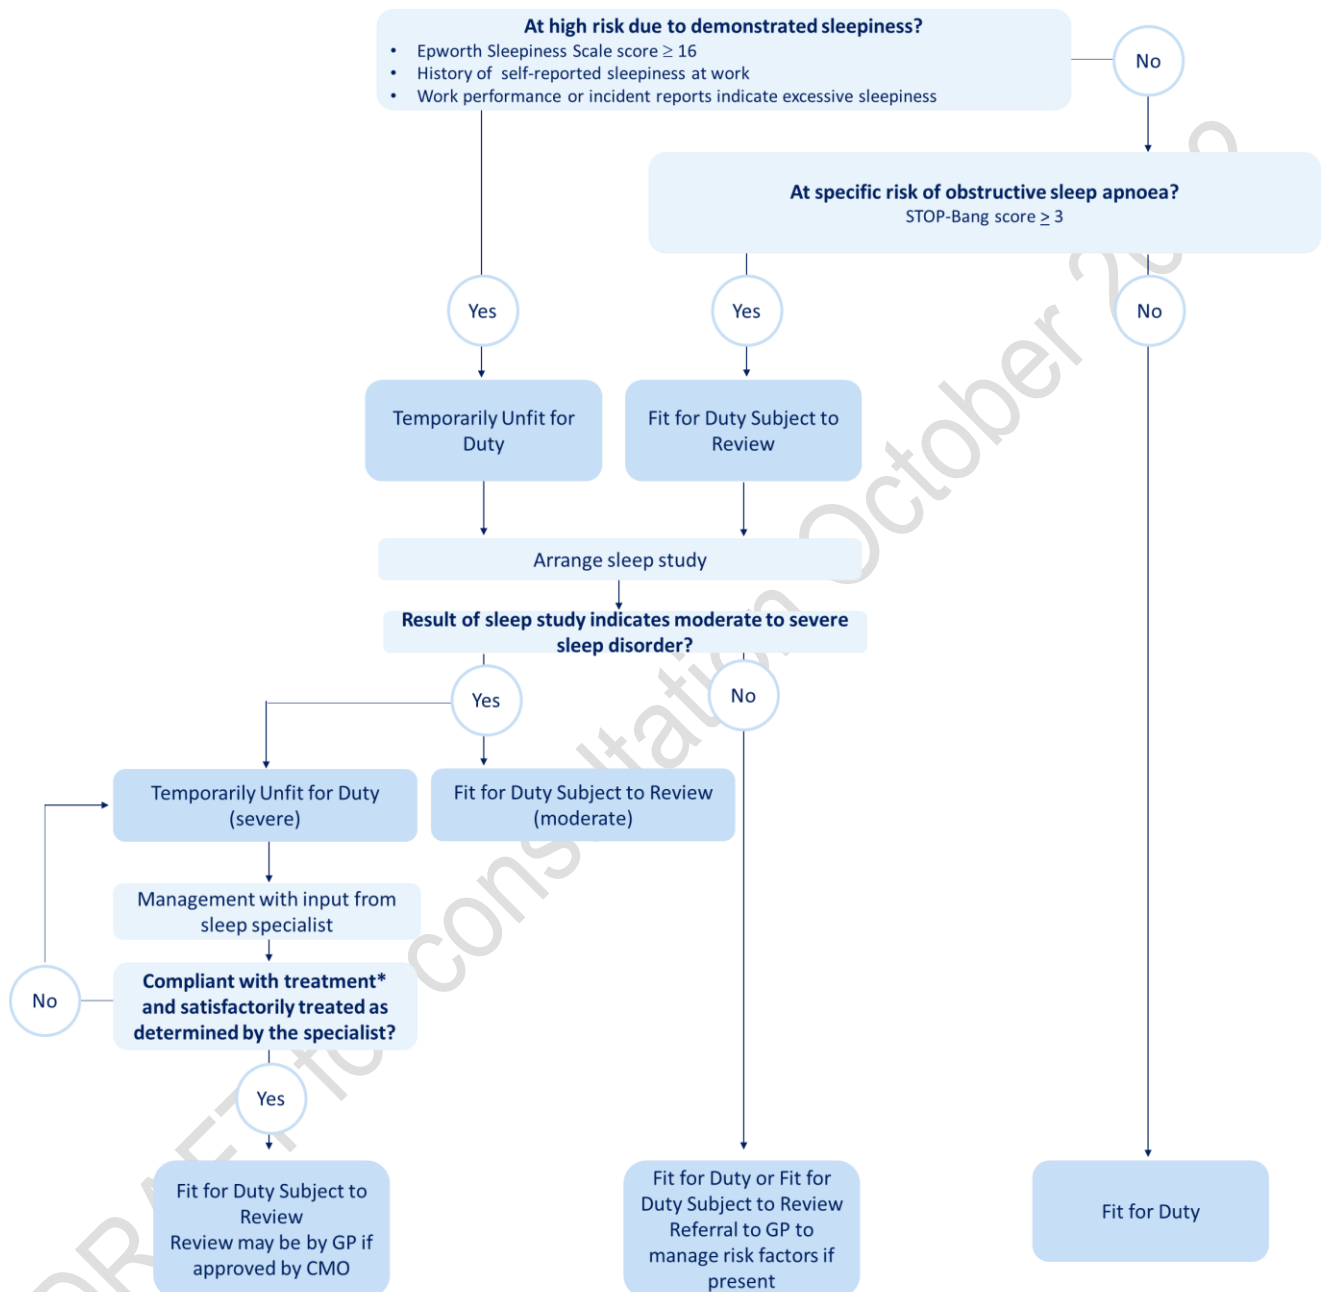 At high risk due to demonstrated sleepiness?
• Epworth Sleepiness Scale score ≥ 16
• History of self-reported sleepiness at work
• Work performance or incident reports indicate excessive sleepiness
No
At specific risk of obstructive sleep apnoea?
STOP-Bang score ≥ 3
Yes
Yes
No
Temporarily Unfit for
Duty
Fit for Duty Subject to
Review
Arrange sleep study
Result of sleep study indicates moderate to severe
sleep disorder?
Yes
No
Temporarily Unfit for Duty
(severe)
Fit for Duty Subject to Review
(moderate)
Management with input from
sleep specialist
Compliant with treatment*
and satisfactorily treated as
determined by the specialist?
No
Yes
Fit for Duty Subject to
Review
Review may be by GP if
approved by CMO
Fit for Duty or Fit for
Duty Subject to Review
Referral to GP to
manage risk factors if
present
Fit for Duty
DRAFT for consultation October